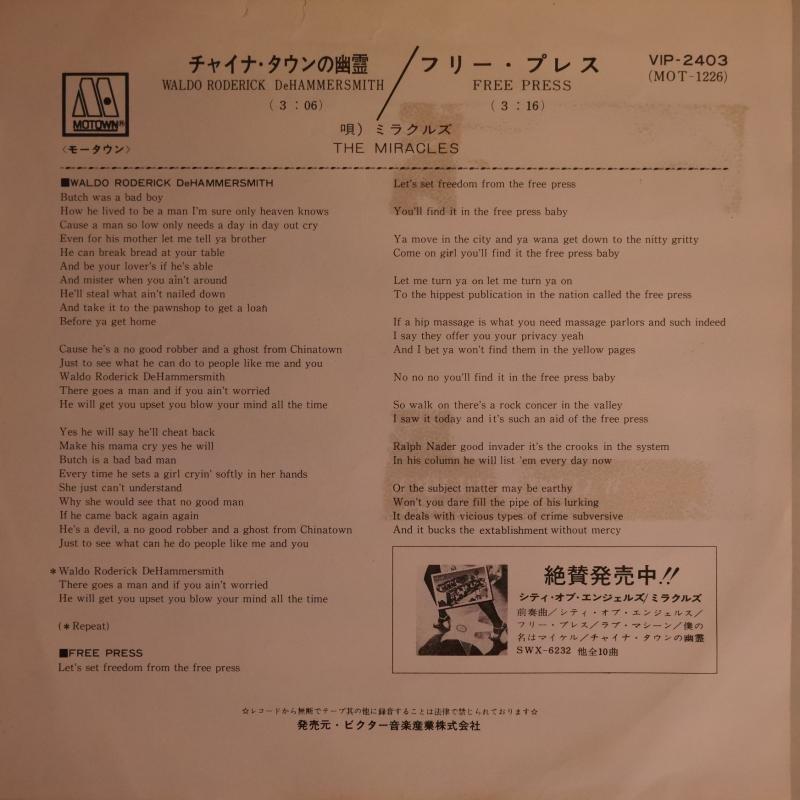 チャイナ・タウンの幽霊
WALDO RODERICK DeHAMMERSMITH
(3:06)
フリー・プレス
FREE PRESS
(3:16)
VIP-2403
(MOT-1226)
MOTOWN®
〈モータウン〉
唄) ミラクルズ
THE MIRACLES
■WALDO RODERICK DeHAMMERSMITH
Butch was a bad boy
How he lived to be a man I'm sure only heaven knows
Cause a man so low only needs a day in day out cry
Even for his mother let me tell ya brother
He can break bread at your table
And be your lover's if he's able
And mister when you ain't around
He'll steal what ain't nailed down
And take it to the pawnshop to get a loan
Before ya get home
Cause he's a no good robber and a ghost from Chinatown
Just to see what he can do to people like me and you
Waldo Roderick DeHammersmith
There goes a man and if you ain't worried
He will get you upset you blow your mind all the time
Yes he will say he'll cheat back
Make his mama cry yes he will
Butch is a bad bad man
Every time he sets a girl cryin' softly in her hands
She just can't understand
Why she would see that no good man
If he came back again again
He's a devil, a no good robber and a ghost from Chinatown
Just to see what can he do people like me and you
*Waldo Roderick DeHammersmith
There goes a man and if you ain't worried
He will get you upset you blow your mind all the time
(*Repeat)
■FREE PRESS
Let's set freedom from the free press
Let's set freedom from the free press
You'll find it in the free press baby
Ya move in the city and ya wana get down to the nitty gritty
Come on girl you'll find it the free press baby
Let me turn ya on let me turn ya on
To the hippest publication in the nation called the free press
If a hip massage is what you need massage parlors and such indeed
I say they offer you your privacy yeah
And I bet ya won't find them in the yellow pages
No no no you'll find it in the free press baby
So walk on there's a rock concer in the valley
I saw it today and it's such an aid of the free press
Ralph Nader good invader it's the crooks in the system
In his column he will list 'em every day now
Or the subject matter may be earthy
Won't you dare fill the pipe of his lurking
It deals with vicious types of crime subversive
And it bucks the extablishment without mercy
絶賛発売中!!
シティ・オブ・エンジェルズ/ミラクルズ
前奏曲/シティ・オブ・エンジェルス/
フリー・プレス/ラブ・マシーン/僕の
名はマイケル/チャイナ・タウンの幽霊
SWX-6232 他全10曲
☆レコードから無断でテープ其の他に録音することは法律で禁じられております☆
発売元・ビクター音楽産業株式会社